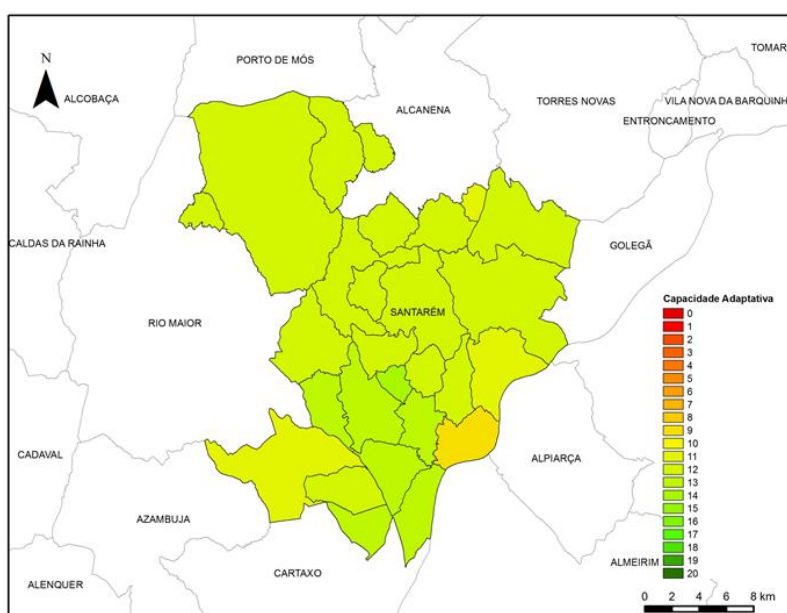 TOMAR
PORTO DE MÓS
N
ALCOBAÇA
ALCANENA
TORRES NOVAS
VILA NOVA DA BARQUINH
ENTRONCAMENTO
CALDAS DA RAINHA
GOLEGÃ
RIO MAIOR
SANTARÉM
Capacidade Adaptativa
0
1
2
3
4
5
6
7
8
9
10
11
12
13
14
15
16
17
18
19
20
CADAVAL
ALPIARÇA
AZAMBUJA
ALMEIRIM
CARTAXO
ALENQUER
0 2 4 6 8 km